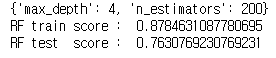 {'max_depth': 4, 'n_estimators': 200}
RF train score : 0.8784631087780695
RF test  score : 0.7630769230769231